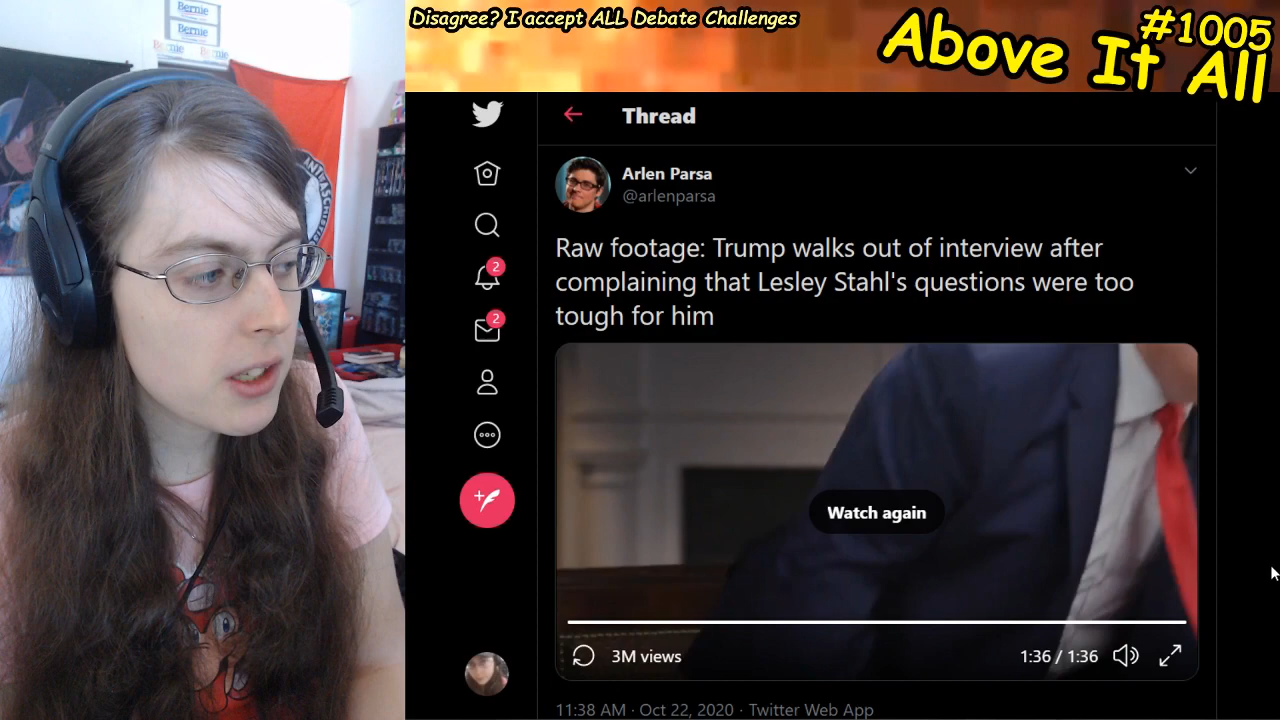 Bernie
Bernie
Bernie Bernie
Disagree? I accept ALL Debate Challenges
#1005
Above It All
Thread
Arlen Parsa
@arlenparsa
Raw footage: Trump walks out of interview after
complaining that Lesley Stahl's questions were too
tough for him
2
2
Watch again
3M views
1:36 / 1:36
11:38 AM · Oct 22, 2020 · Twitter Web App